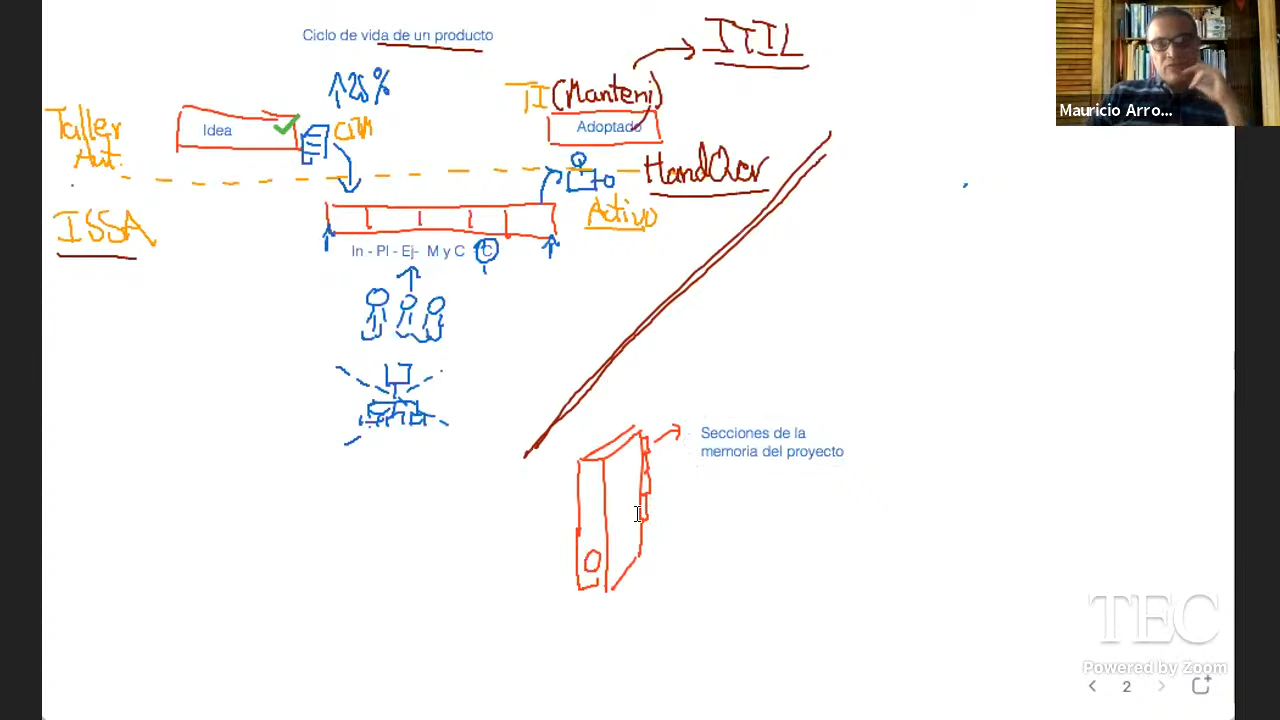 Ciclo de vida de un producto
ITIL
↑25%
TI (Manteni)
Mauricio Arro...
Taller
Aut.
Idea
Adoptado
HandOver
ISSA
Activo
In - Pl - Ej- M y C - C
Secciones de la
memoria del proyecto
TEC
Powered by Zoom
2